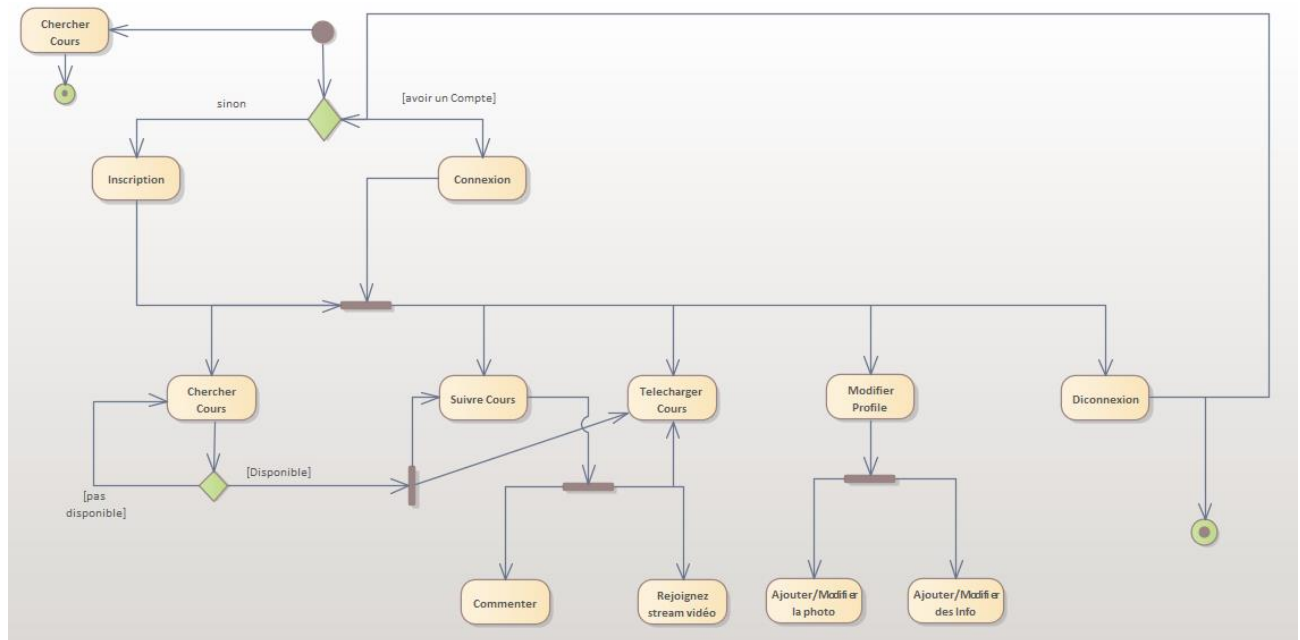 Chercher
Cours
sinon
[avoir un Compte]
Inscription
Connexion
Chercher
Cours
Suivre Cours
Telecharger
Cours
Modifier
Profile
Diconnexion
[Disponible]
[pas
disponible]
Commenter
Rejoignez
stream vidéo
Ajouter/Modifier
la photo
Ajouter/Modifier
des Info